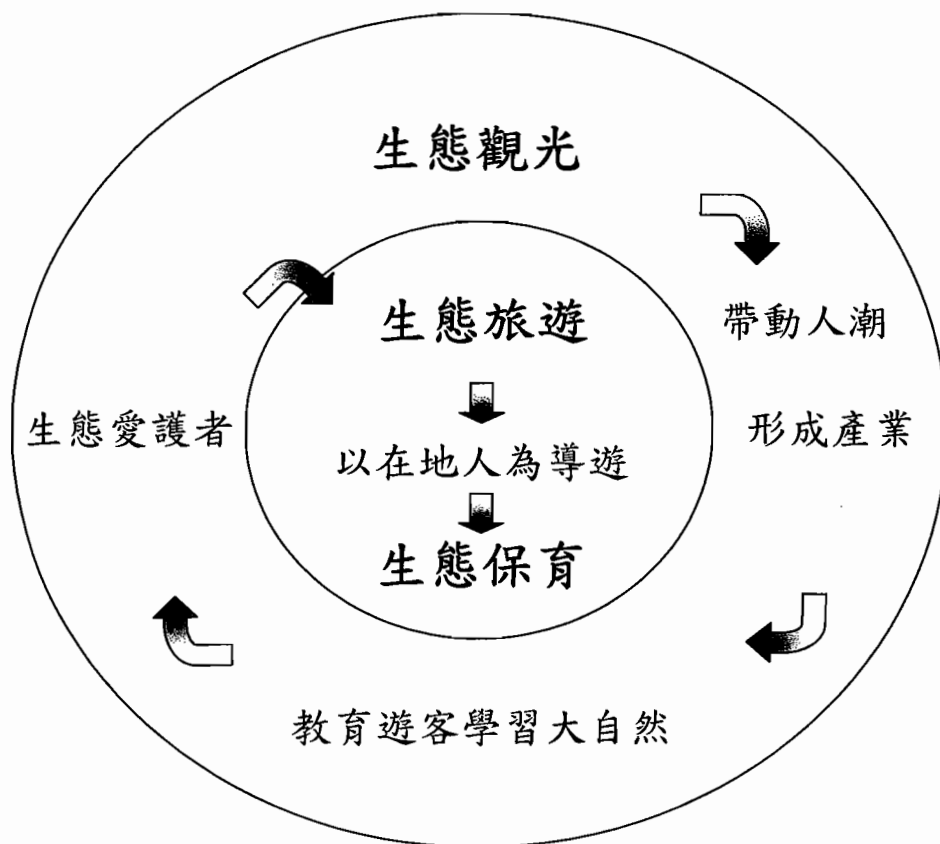 生態觀光
生態旅遊
帶動人潮
生態愛護者
以在地人為導遊
形成產業
生態保育
教育遊客學習大自然